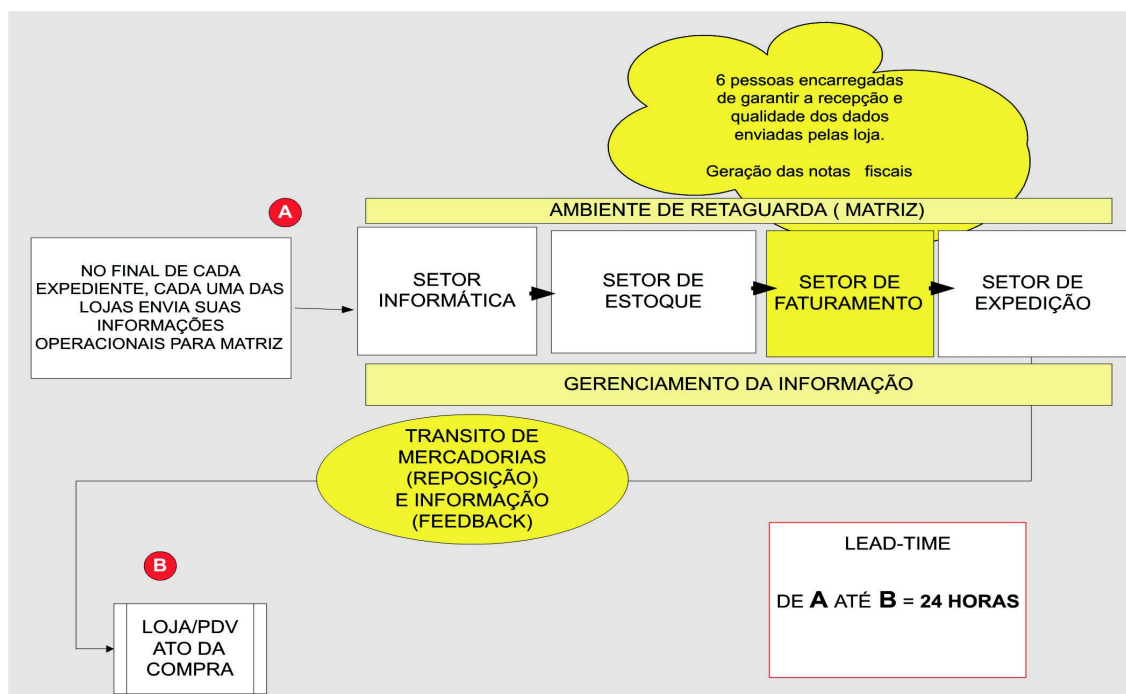 6 pessoas encarregadas
de garantir a recepção e
qualidade dos dados
enviadas pelas loja.
Geração das notas fiscais
A
AMBIENTE DE RETAGUARDA ( MATRIZ)
NO FINAL DE CADA
EXPEDIENTE, CADA UMA DAS
LOJAS ENVIA SUAS
INFORMAÇÕES
OPERACIONAIS PARA MATRIZ
SETOR
INFORMÁTICA
SETOR DE
ESTOQUE
SETOR DE
FATURAMENTO
SETOR DE
EXPEDIÇÃO
GERENCIAMENTO DA INFORMAÇÃO
TRANSITO DE
MERCADORIAS
(REPOSIÇÃO)
E INFORMAÇÃO
(FEEDBACK)
B
LOJA/PDV
ATO DA
COMPRA
LEAD-TIME
DE A ATÉ B = 24 HORAS